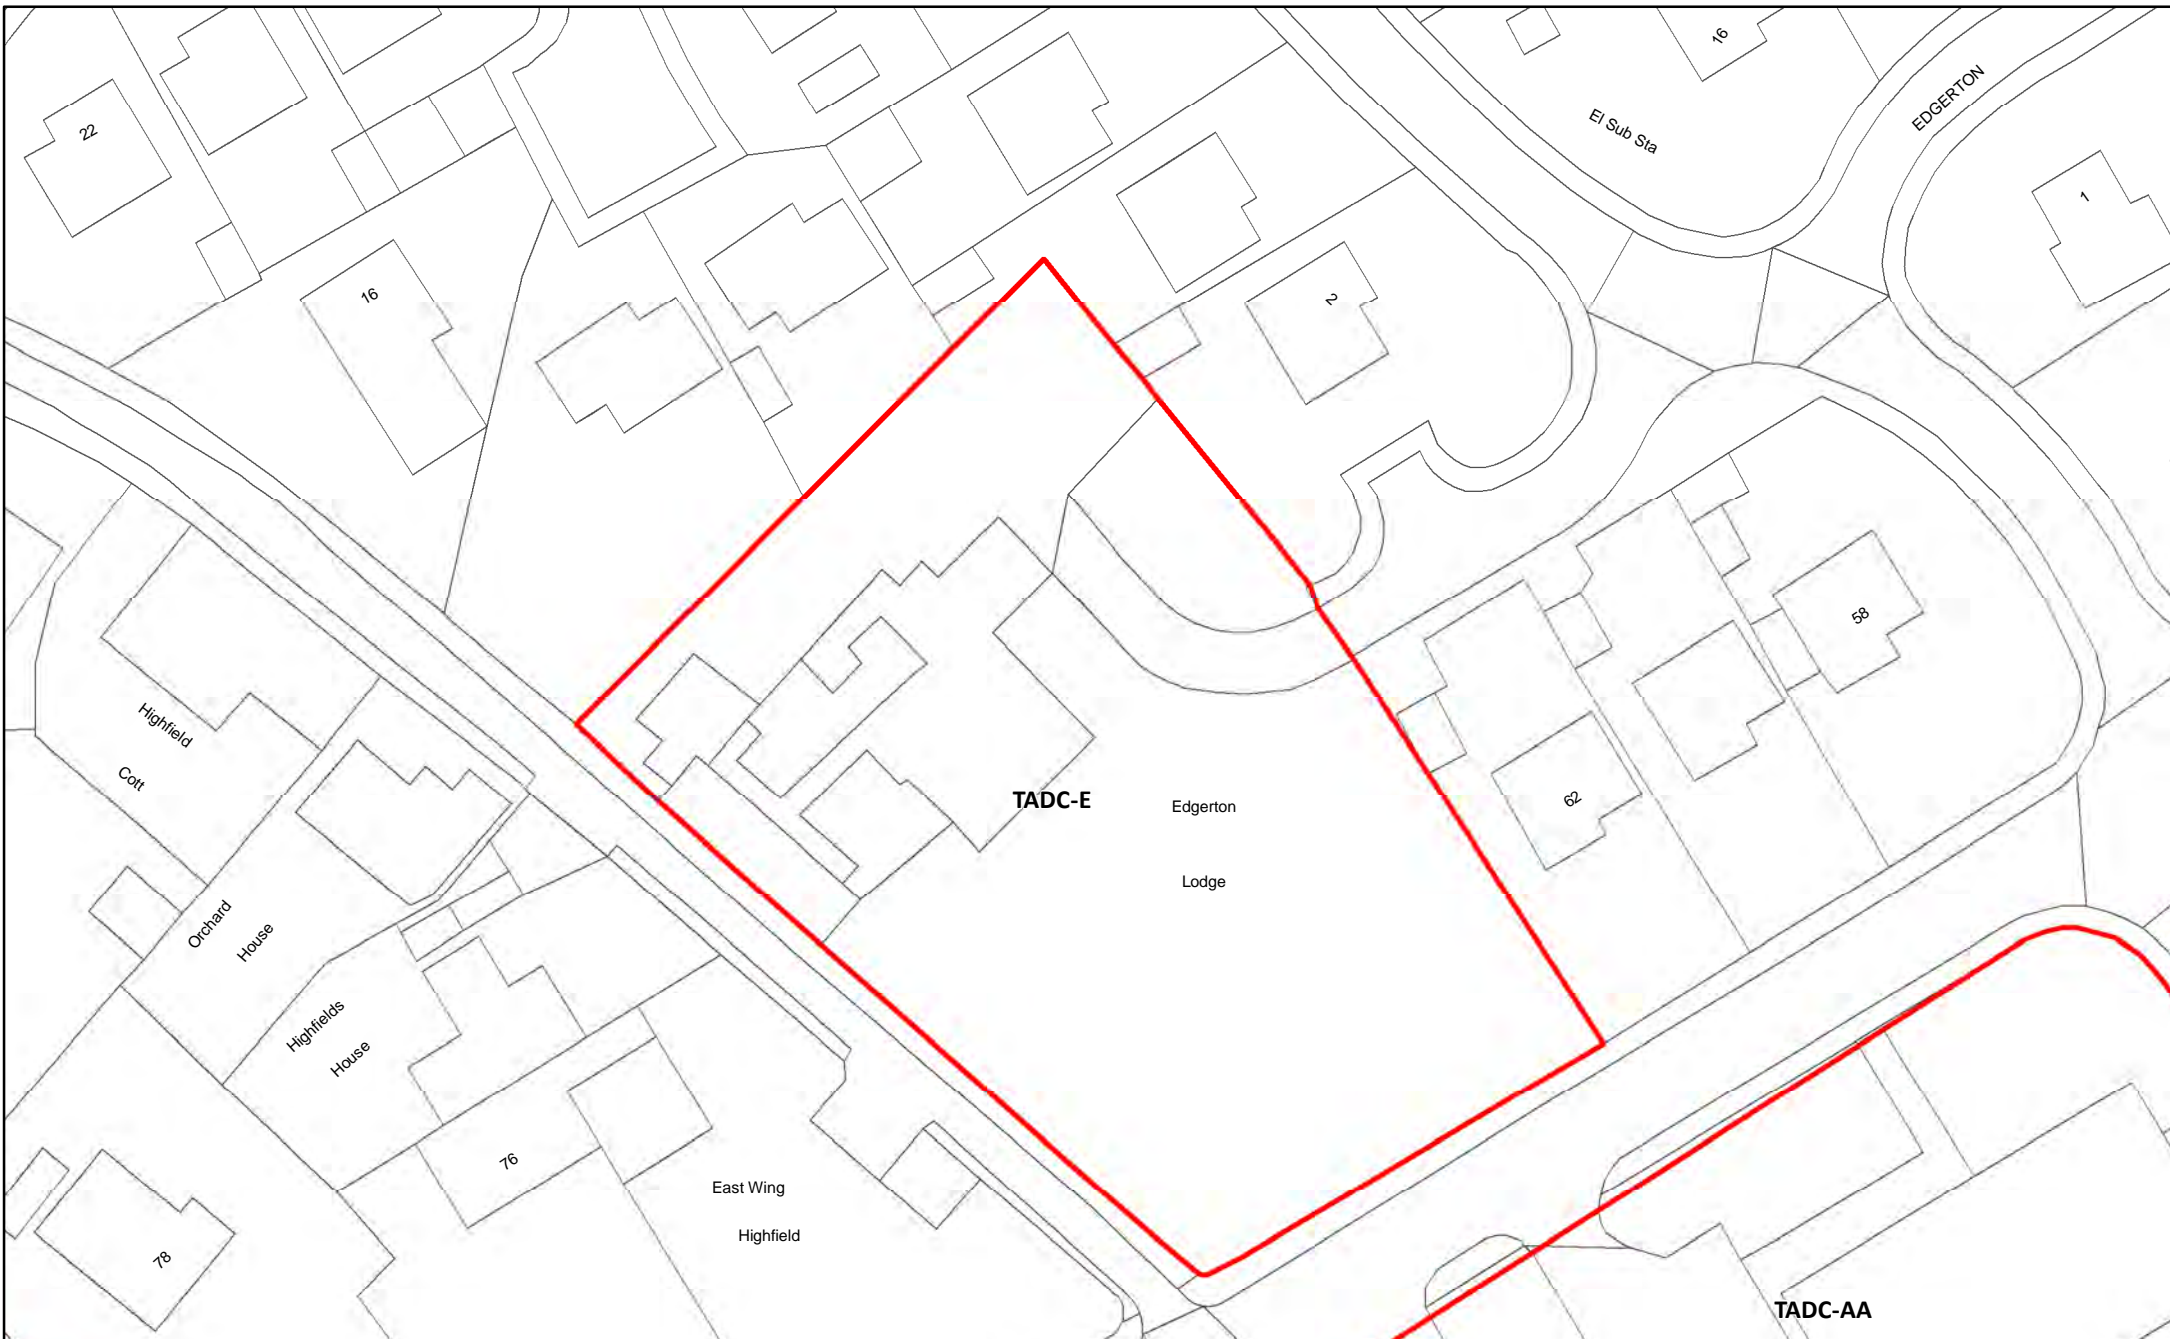 16
EDGERTON
El Sub Sta
22
1
16
2
58
Highfield
Cott
62
TADC-E
Edgerton
Lodge
Orchard
House
Highfields
House
76
East Wing
Highfield
78
TADC-AA